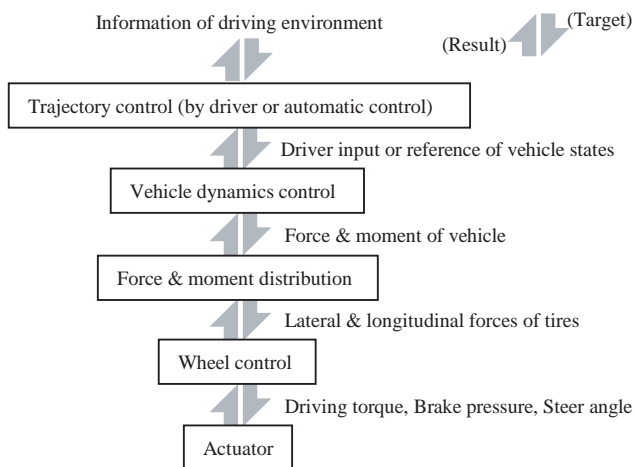 Information of driving environment
(Result)
(Target)
Trajectory control (by driver or automatic control)
Driver input or reference of vehicle states
Vehicle dynamics control
Force & moment of vehicle
Force & moment distribution
Lateral & longitudinal forces of tires
Wheel control
Driving torque, Brake pressure, Steer angle
Actuator